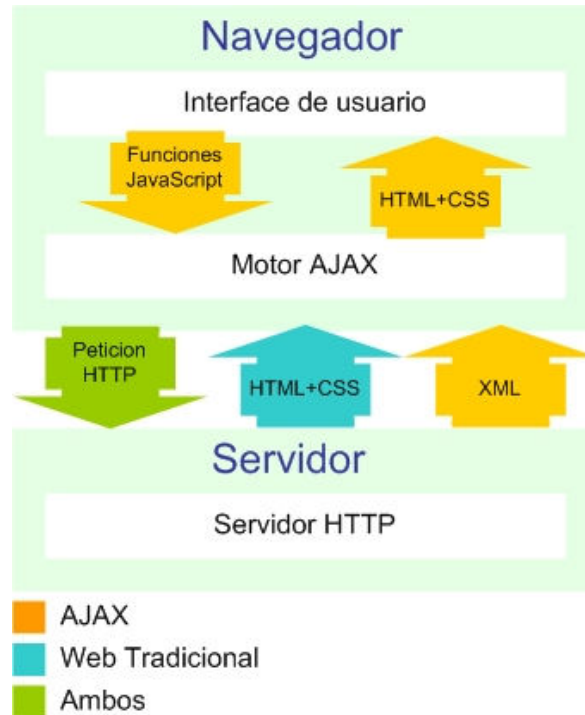 Navegador
Interface de usuario
Funciones
JavaScript
HTML+CSS
Motor AJAX
Peticion
HTTP
HTML+CSS
XML
Servidor
Servidor HTTP
AJAX
Web Tradicional
Ambos